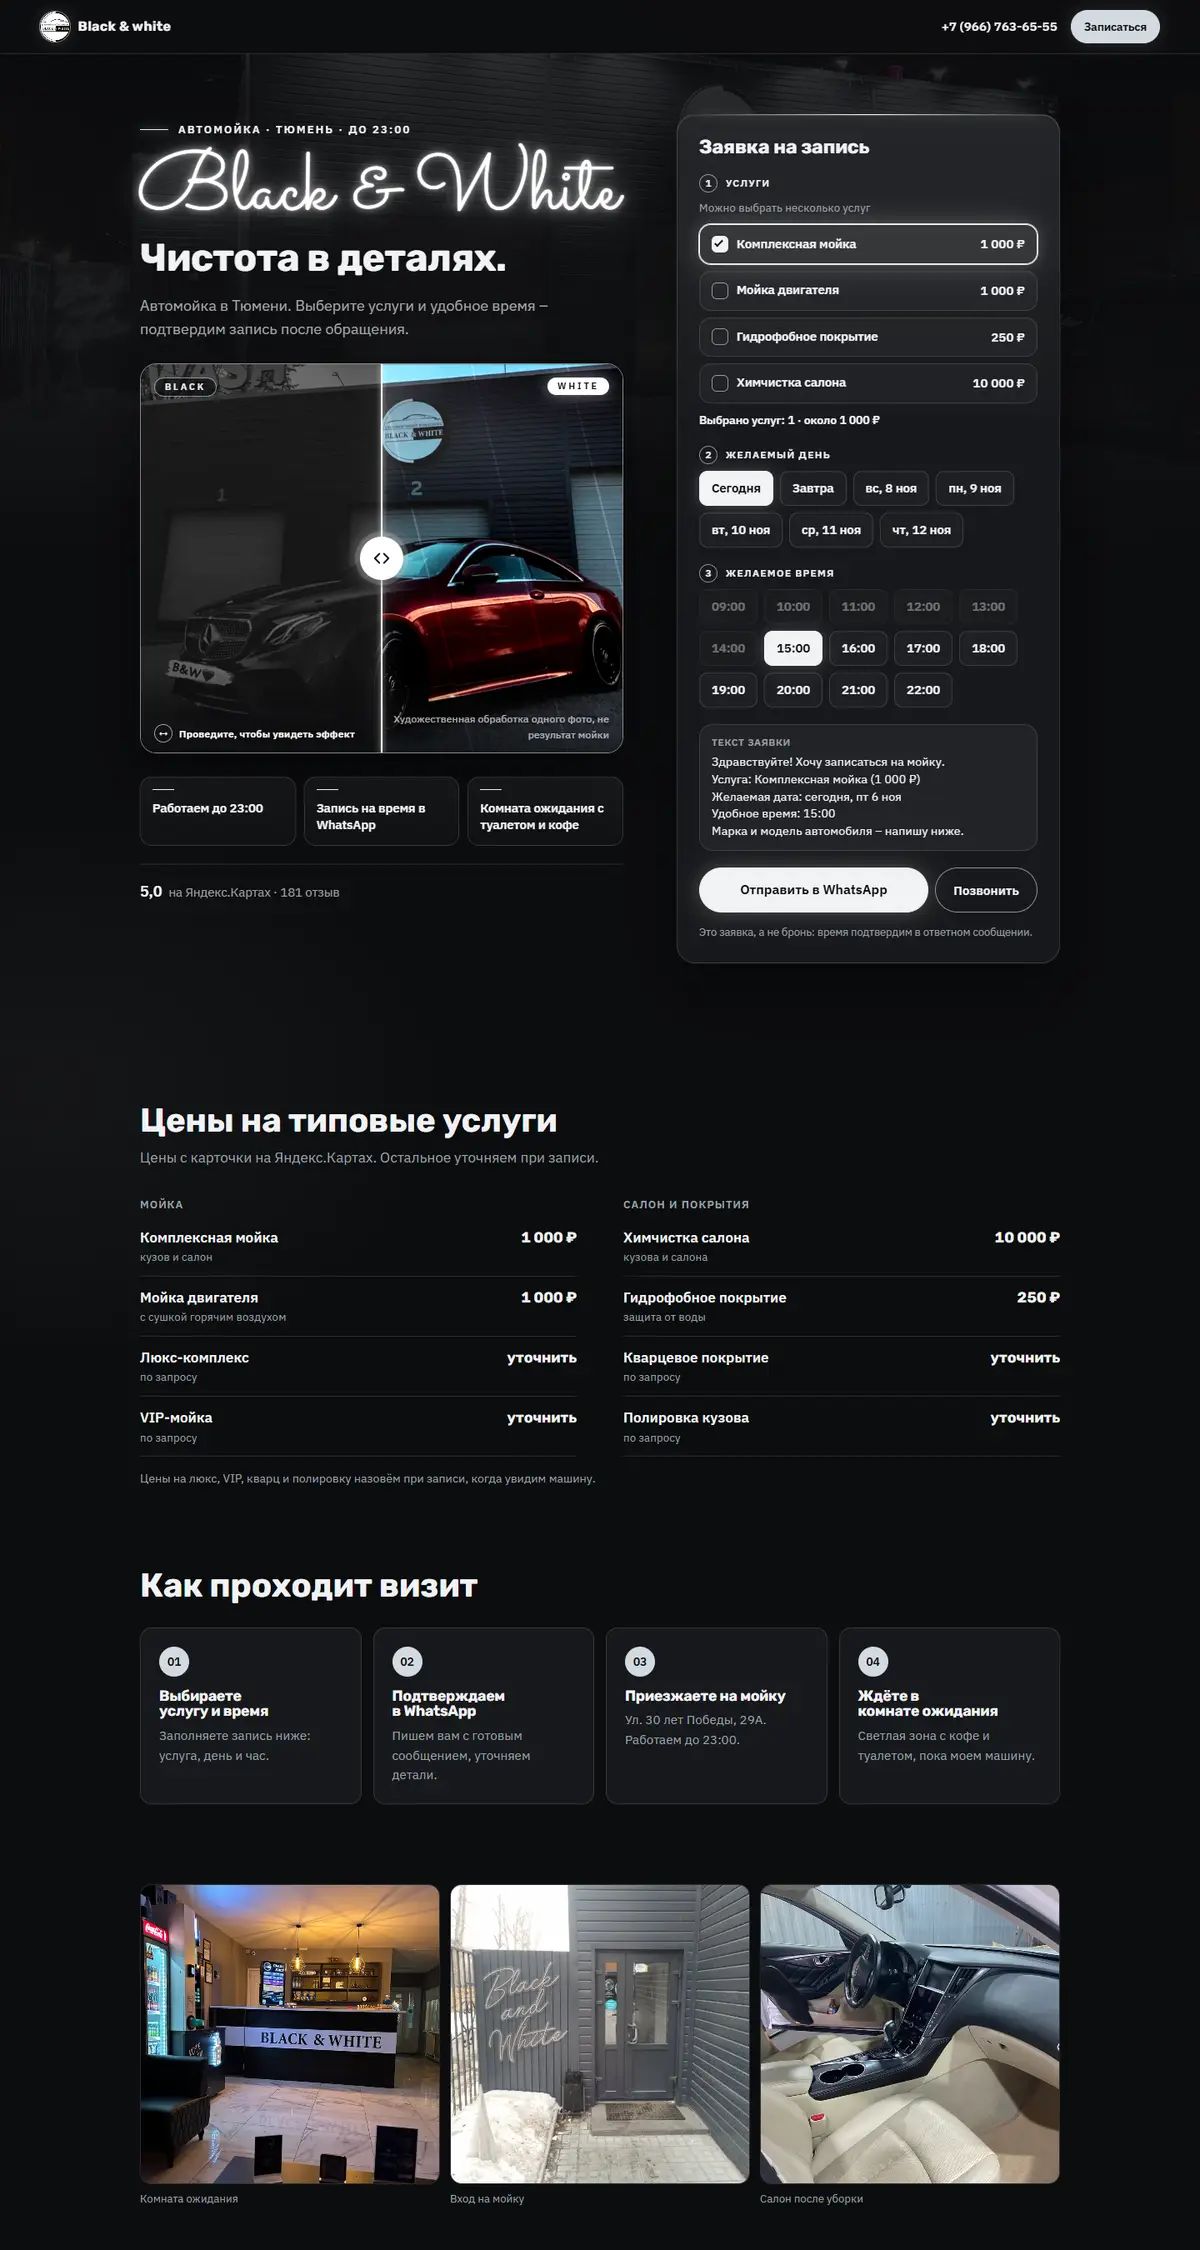 Black & white
+7 (966) 763-65-55
Записаться
АВТОМОЙКА · ТЮМЕНЬ · ДО 23:00
Black & White
Чистота в деталях.
Автомойка в Тюмени. Выберите услуги и удобное время –
подтвердим запись после обращения.
WASH
BLACK
WHITE
BLACK & WHITE
1
2
B&W
Проведите, чтобы увидеть эффект
Художественная обработка одного фото, не
результат мойки
Работаем до 23:00
Запись на время в
WhatsApp
Комната ожидания с
туалетом и кофе
5,0 на Яндекс.Картах · 181 отзыв
Заявка на запись
1 УСЛУГИ
Можно выбрать несколько услуг
Комплексная мойка 1 000 ₽
Мойка двигателя 1 000 ₽
Гидрофобное покрытие 250 ₽
Химчистка салона 10 000 ₽
Выбрано услуг: 1 · около 1 000 ₽
2 ЖЕЛАЕМЫЙ ДЕНЬ
Сегодня Завтра вс, 8 ноя пн, 9 ноя
вт, 10 ноя ср, 11 ноя чт, 12 ноя
3 ЖЕЛАЕМОЕ ВРЕМЯ
09:00 10:00 11:00 12:00 13:00
14:00 15:00 16:00 17:00 18:00
19:00 20:00 21:00 22:00
ТЕКСТ ЗАЯВКИ
Здравствуйте! Хочу записаться на мойку.
Услуга: Комплексная мойка (1 000 ₽)
Желаемая дата: сегодня, пт 6 ноя
Удобное время: 15:00
Марка и модель автомобиля – напишу ниже.
Отправить в WhatsApp
Позвонить
Это заявка, а не бронь: время подтвердим в ответном сообщении.
Цены на типовые услуги
Цены с карточки на Яндекс.Картах. Остальное уточняем при записи.
МОЙКА
Комплексная мойка 1 000 ₽
кузов и салон
Мойка двигателя 1 000 ₽
с сушкой горячим воздухом
Люкс-комплекс уточнить
по запросу
VIP-мойка уточнить
по запросу
САЛОН И ПОКРЫТИЯ
Химчистка салона 10 000 ₽
кузова и салона
Гидрофобное покрытие 250 ₽
защита от воды
Кварцевое покрытие уточнить
по запросу
Полировка кузова уточнить
по запросу
Цены на люкс, VIP, кварц и полировку назовём при записи, когда увидим машину.
Как проходит визит
01
Выбираете
услугу и время
Заполняете запись ниже:
услуга, день и час.
02
Подтверждаем
в WhatsApp
Пишем вам с готовым
сообщением, уточняем
детали.
03
Приезжаете на мойку
Ул. 30 лет Победы, 29А.
Работаем до 23:00.
04
Ждёте в
комнате ожидания
Светлая зона с кофе и
туалетом, пока моем машину.
Coca-Cola
BLACK & WHITE
Black
and
White
Комната ожидания
Вход на мойку
Салон после уборки